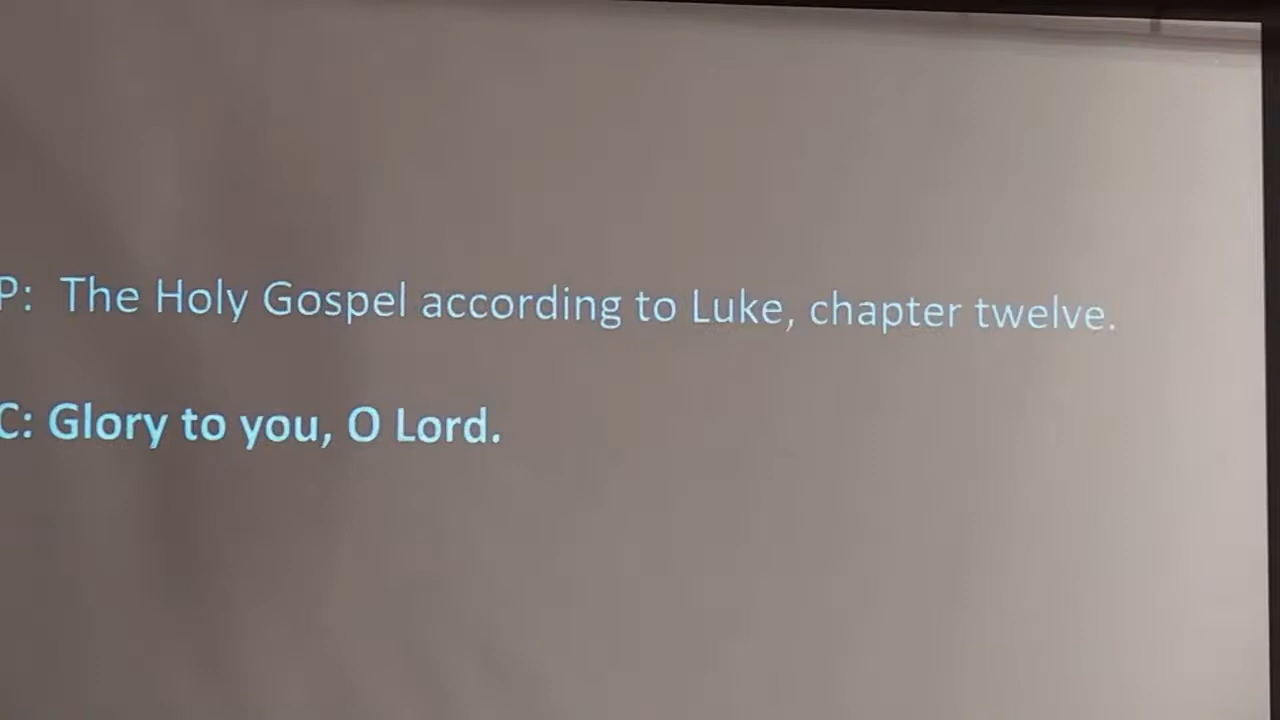 P: The Holy Gospel according to Luke, chapter twelve.
C: Glory to you, O Lord.